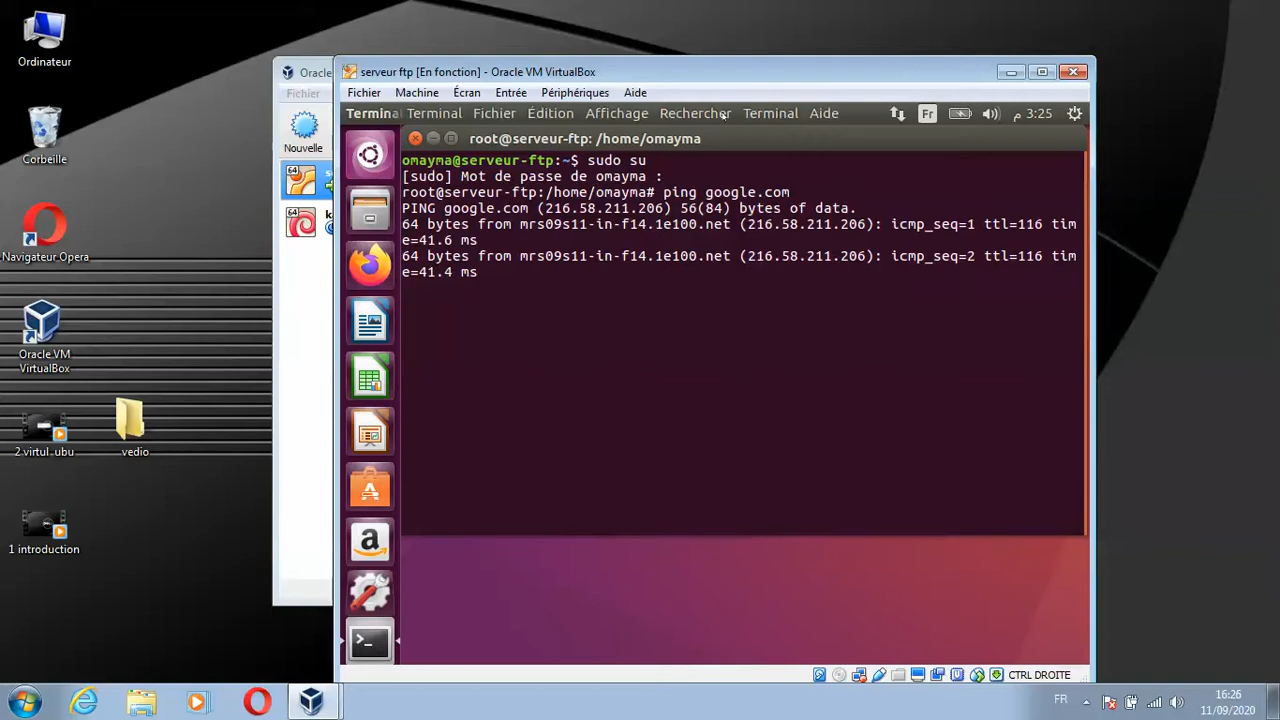 Ordinateur
Corbeille
Navigateur Opera
Oracle VM
VirtualBox
2.virtul_ubu
vedio
1 introduction
Oracle
Fichier
Nouvelle
64
64
serveur ftp [En fonction] - Oracle VM VirtualBox
Fichier Machine Écran Entrée Périphériques Aide
Termina Terminal Fichier Édition Affichage Rechercher Terminal Aide Fr م 3:25
root@serveur-ftp: /home/omayma
omayma@serveur-ftp:~$ sudo su
[sudo] Mot de passe de omayma :
root@serveur-ftp:/home/omayma# ping google.com
PING google.com (216.58.211.206) 56(84) bytes of data.
64 bytes from mrs09s11-in-f14.1e100.net (216.58.211.206): icmp_seq=1 ttl=116 tim
e=41.6 ms
64 bytes from mrs09s11-in-f14.1e100.net (216.58.211.206): icmp_seq=2 ttl=116 tim
e=41.4 ms
CTRL DROITE
FR
16:26
11/09/2020